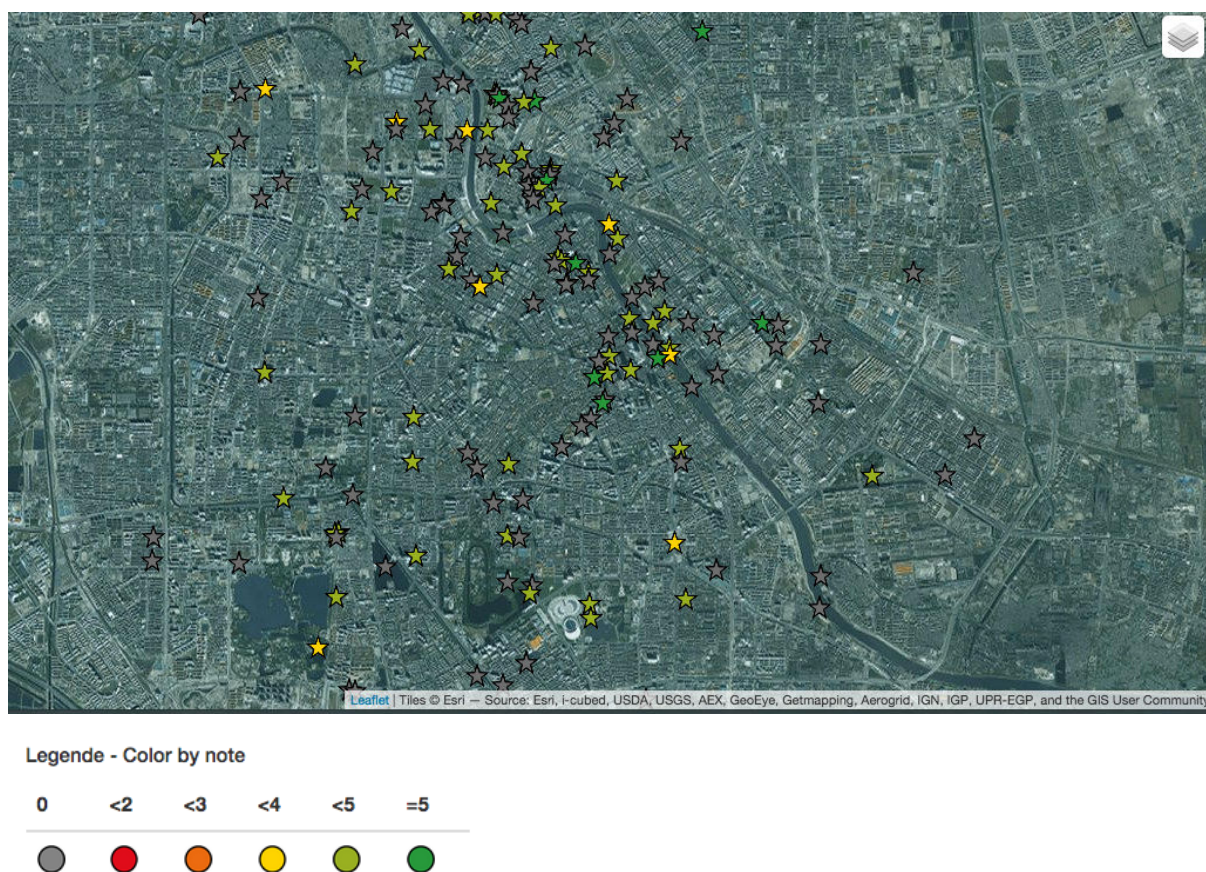 Leaflet | Tiles © Esri — Source: Esri, i-cubed, USDA, USGS, AEX, GeoEye, Getmapping, Aerogrid, IGN, IGP, UPR-EGP, and the GIS User Community
Legende - Color by note
0 <2 <3 <4 <5 =5